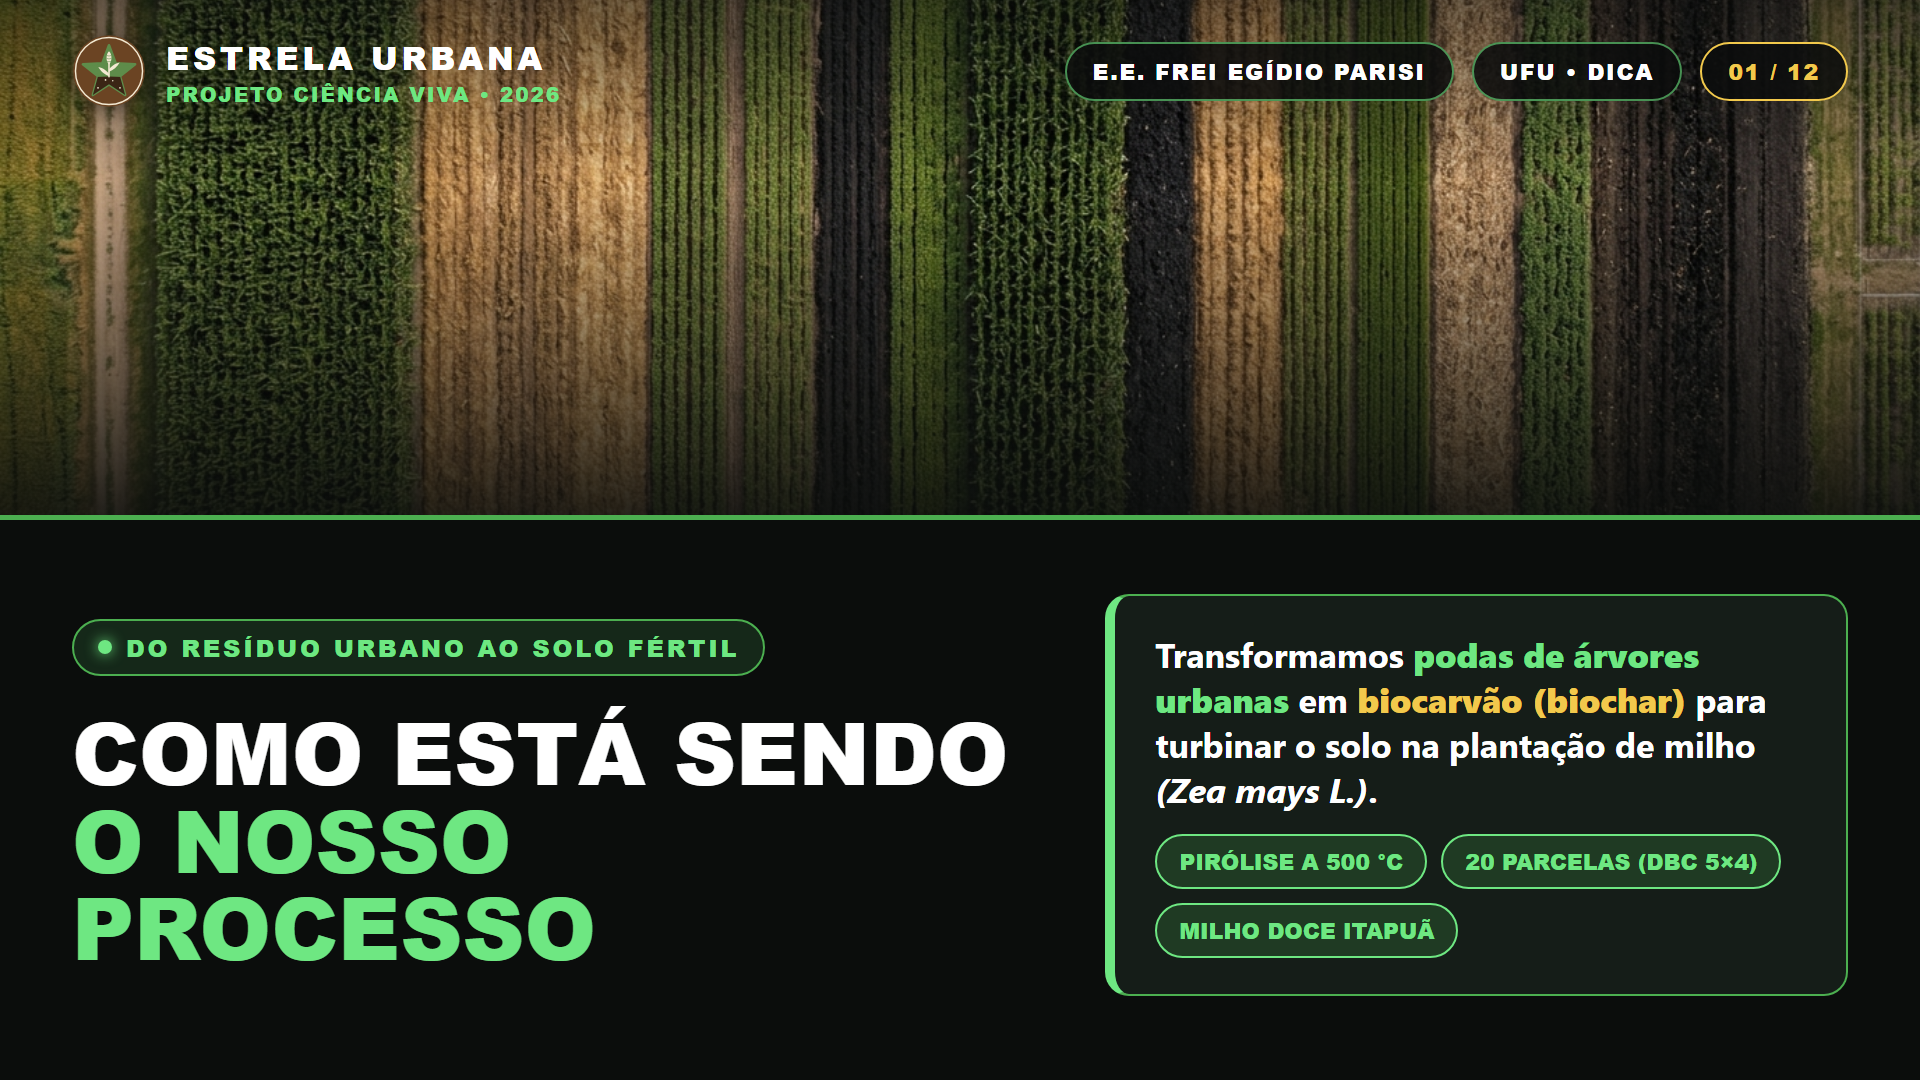 ESTRELA URBANA
PROJETO CIÊNCIA VIVA • 2026
E.E. FREI EGÍDIO PARISI
UFU • DICA
01 / 12
DO RESÍDUO URBANO AO SOLO FÉRTIL
COMO ESTÁ SENDO
O NOSSO
PROCESSO
Transformamos podas de árvores
urbanas em biocarvão (biochar) para
turbinar o solo na plantação de milho
(Zea mays L.).
PIRÓLISE A 500 °C
20 PARCELAS (DBC 5×4)
MILHO DOCE ITAPUÃ